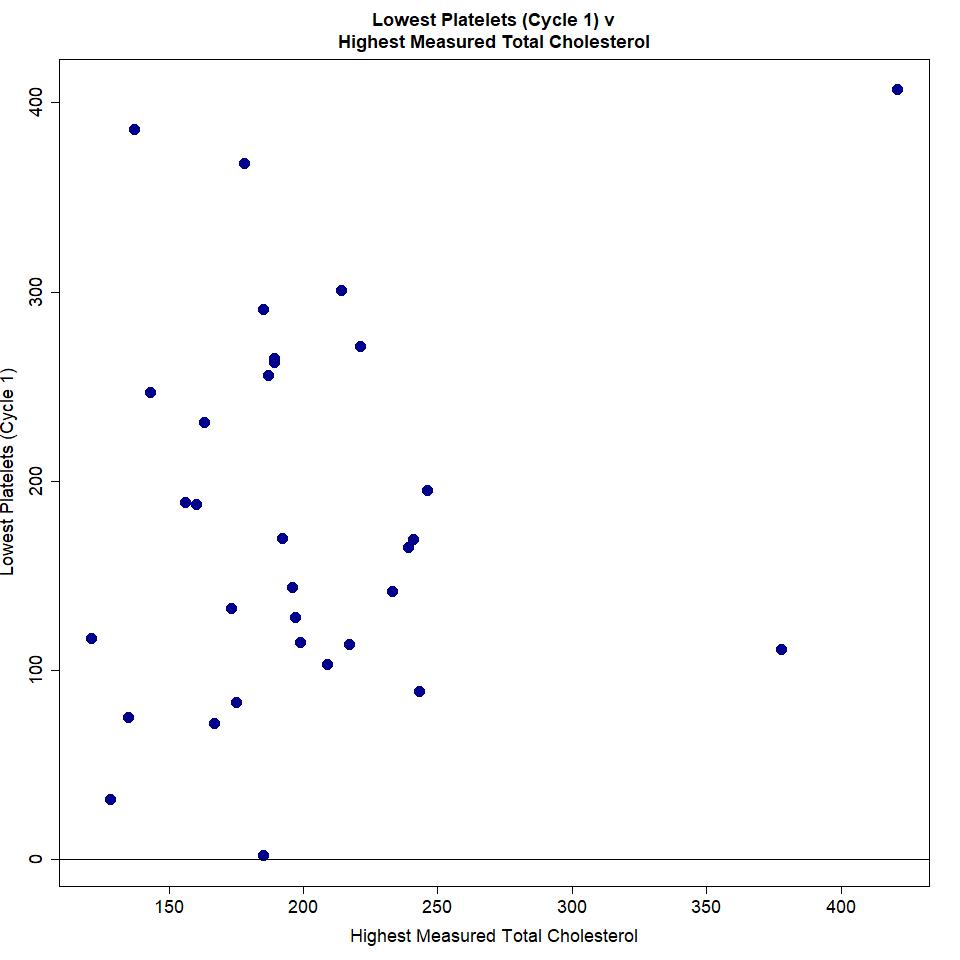 Lowest Platelets (Cycle 1) v
Highest Measured Total Cholesterol
400
300
200
100
0
Lowest Platelets (Cycle 1)
150 200 250 300 350 400
Highest Measured Total Cholesterol